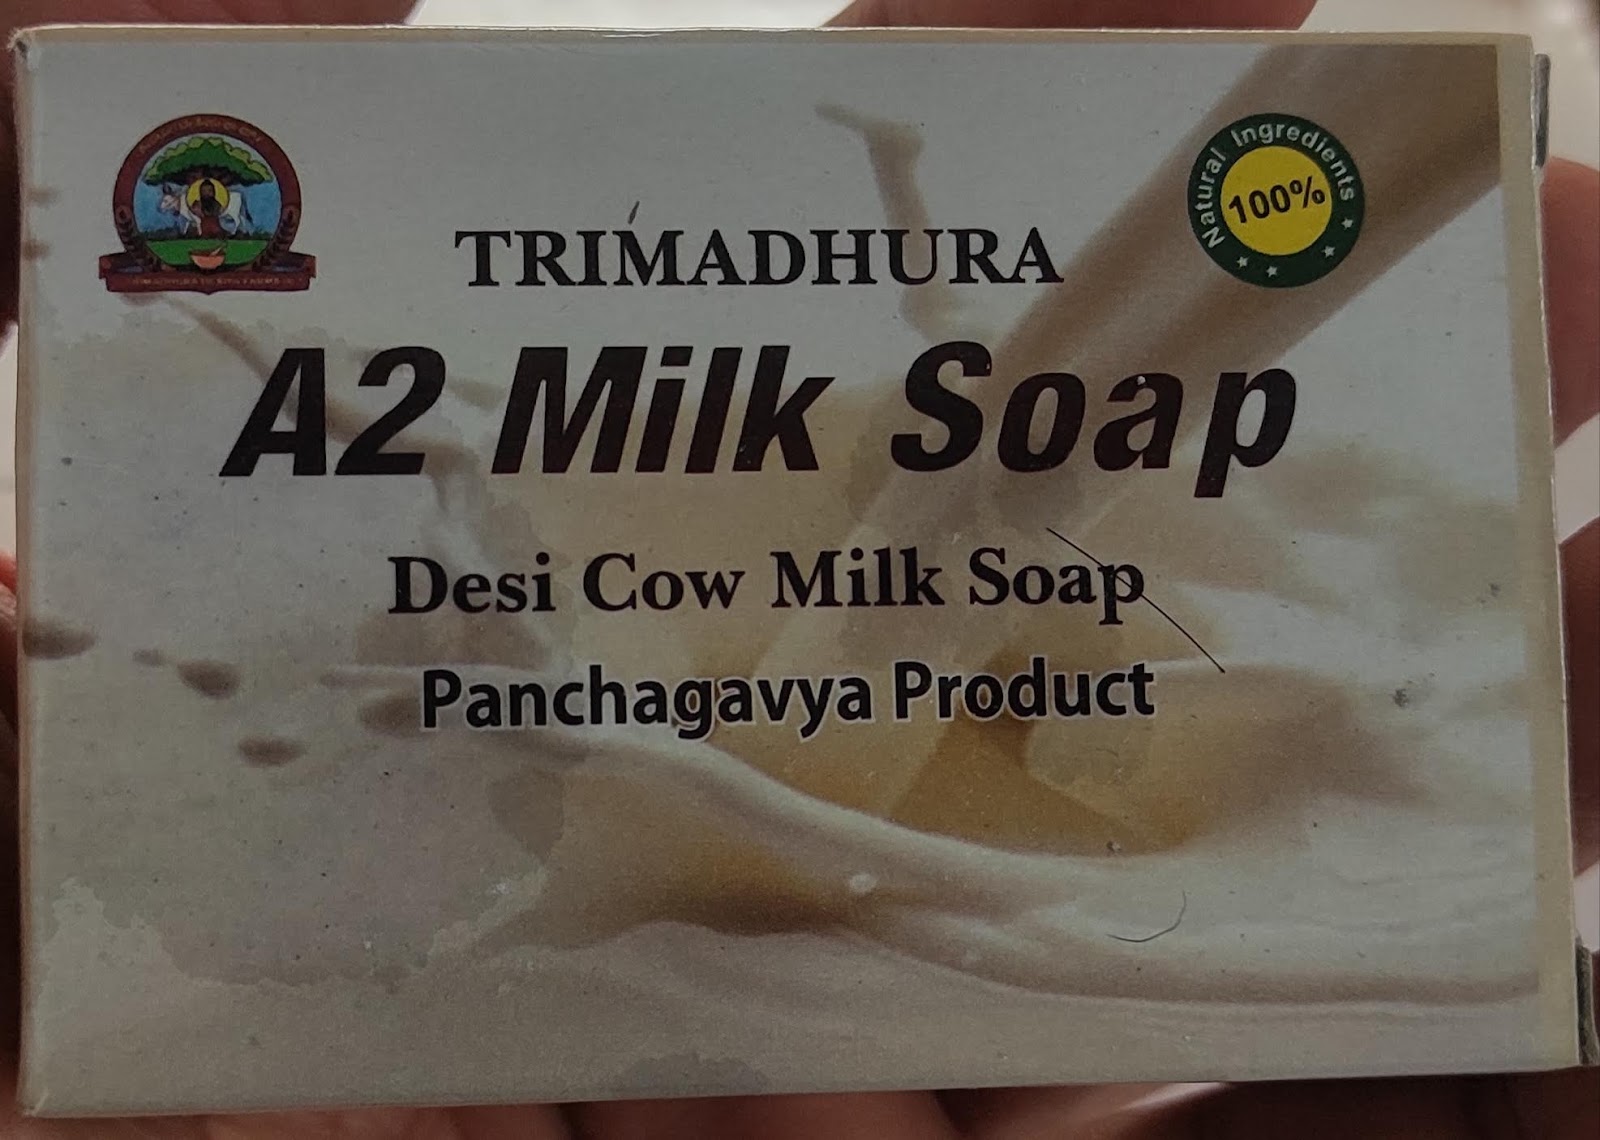 TRIMADHURA
Natural Ingredients
100%
A2 Milk Soap
Desi Cow Milk Soap
Panchagavya Product